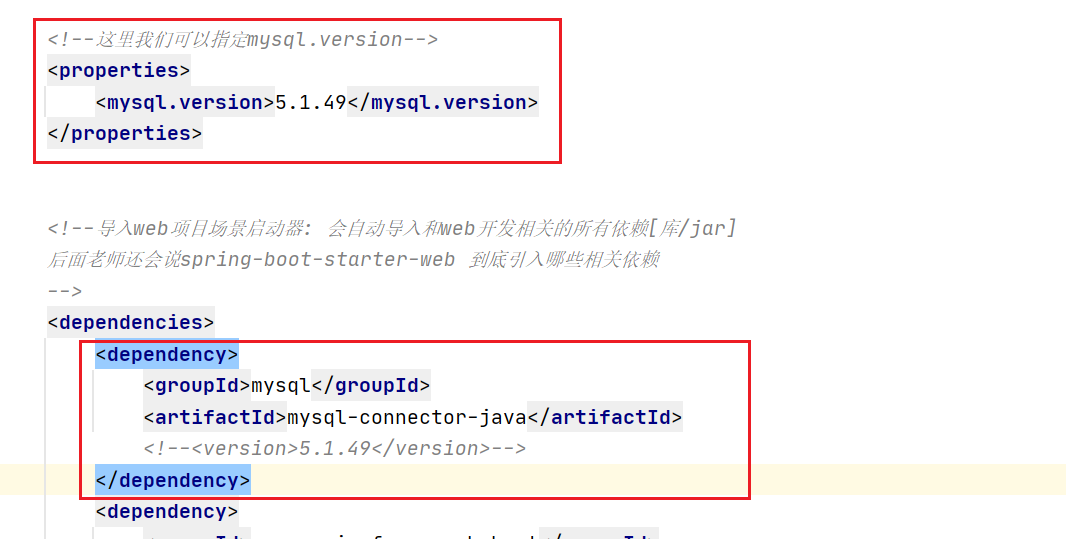 <!--这里我们可以指定mysql.version-->
<properties>
<mysql.version>5.1.49</mysql.version>
</properties>
<!--导入web项目场景启动器: 会自动导入和web开发相关的所有依赖[库/jar]
后面老师还会说spring-boot-starter-web 到底引入哪些相关依赖
-->
<dependencies>
<dependency>
<groupId>mysql</groupId>
<artifactId>mysql-connector-java</artifactId>
<!--<version>5.1.49</version>-->
</dependency>
<dependency>